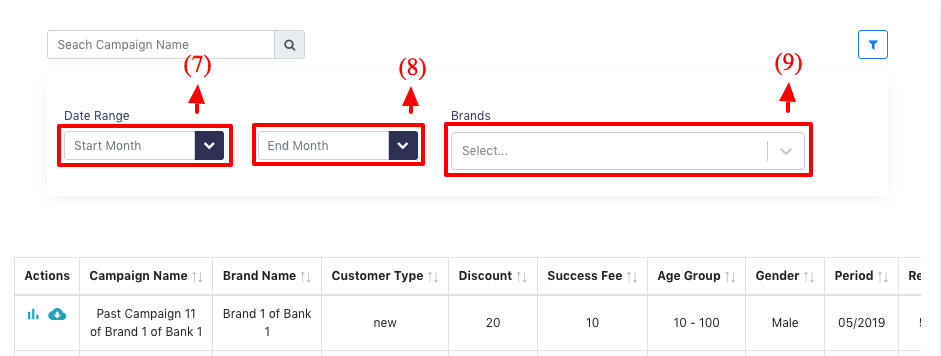 Seach Campaign Name
(7) (8) (9)
Date Range Brands
Start Month End Month Select...
Actions Campaign Name Brand Name Customer Type Discount Success Fee Age Group Gender Period Re
Past Campaign 11 Brand 1 of Bank
of Brand 1 of Bank 1 1 new 20 10 10 - 100 Male 05/2019